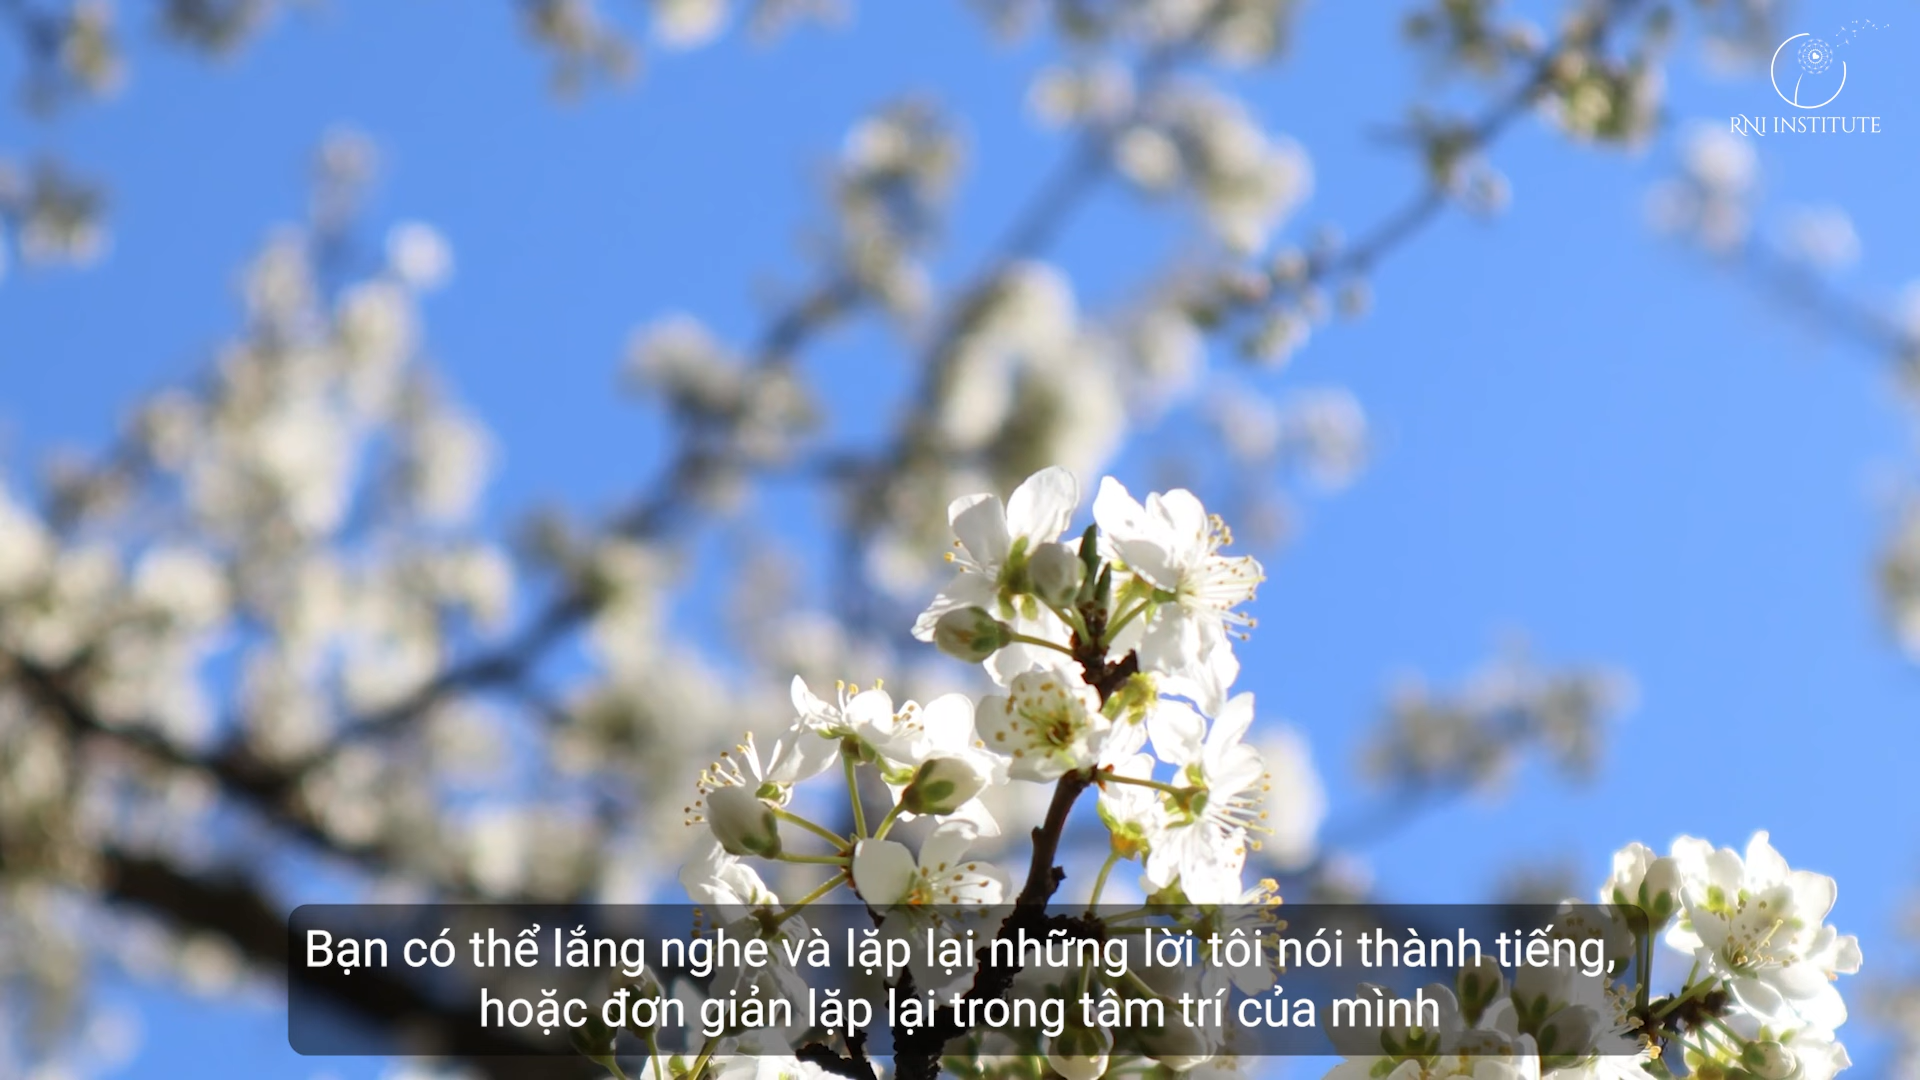 RNI INSTITUTE
Bạn có thể lắng nghe và lặp lại những lời tôi nói thành tiếng,
hoặc đơn giản lặp lại trong tâm trí của mình